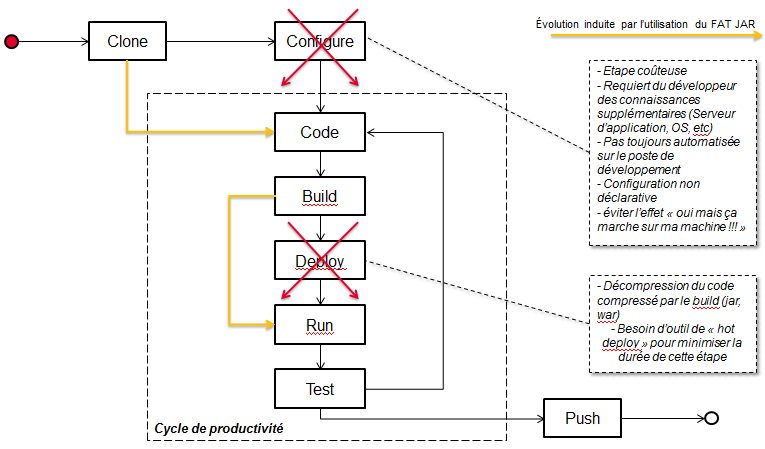 Évolution induite par l'utilisation du FAT JAR
Clone
Configure
- Etape coûteuse
- Requiert du développeur
des connaissances
supplémentaires (Serveur
d'application, OS, etc)
- Pas toujours automatisée
sur le poste de
développement
- Configuration non
déclarative
- éviter l'effet « oui mais ça
marche sur ma machine !!! »
Code
Build
Deploy
- Décompression du code
compressé par le build (jar,
war)
- Besoin d'outil de « hot
deploy » pour minimiser la
durée de cette étape
Run
Test
Cycle de productivité
Push